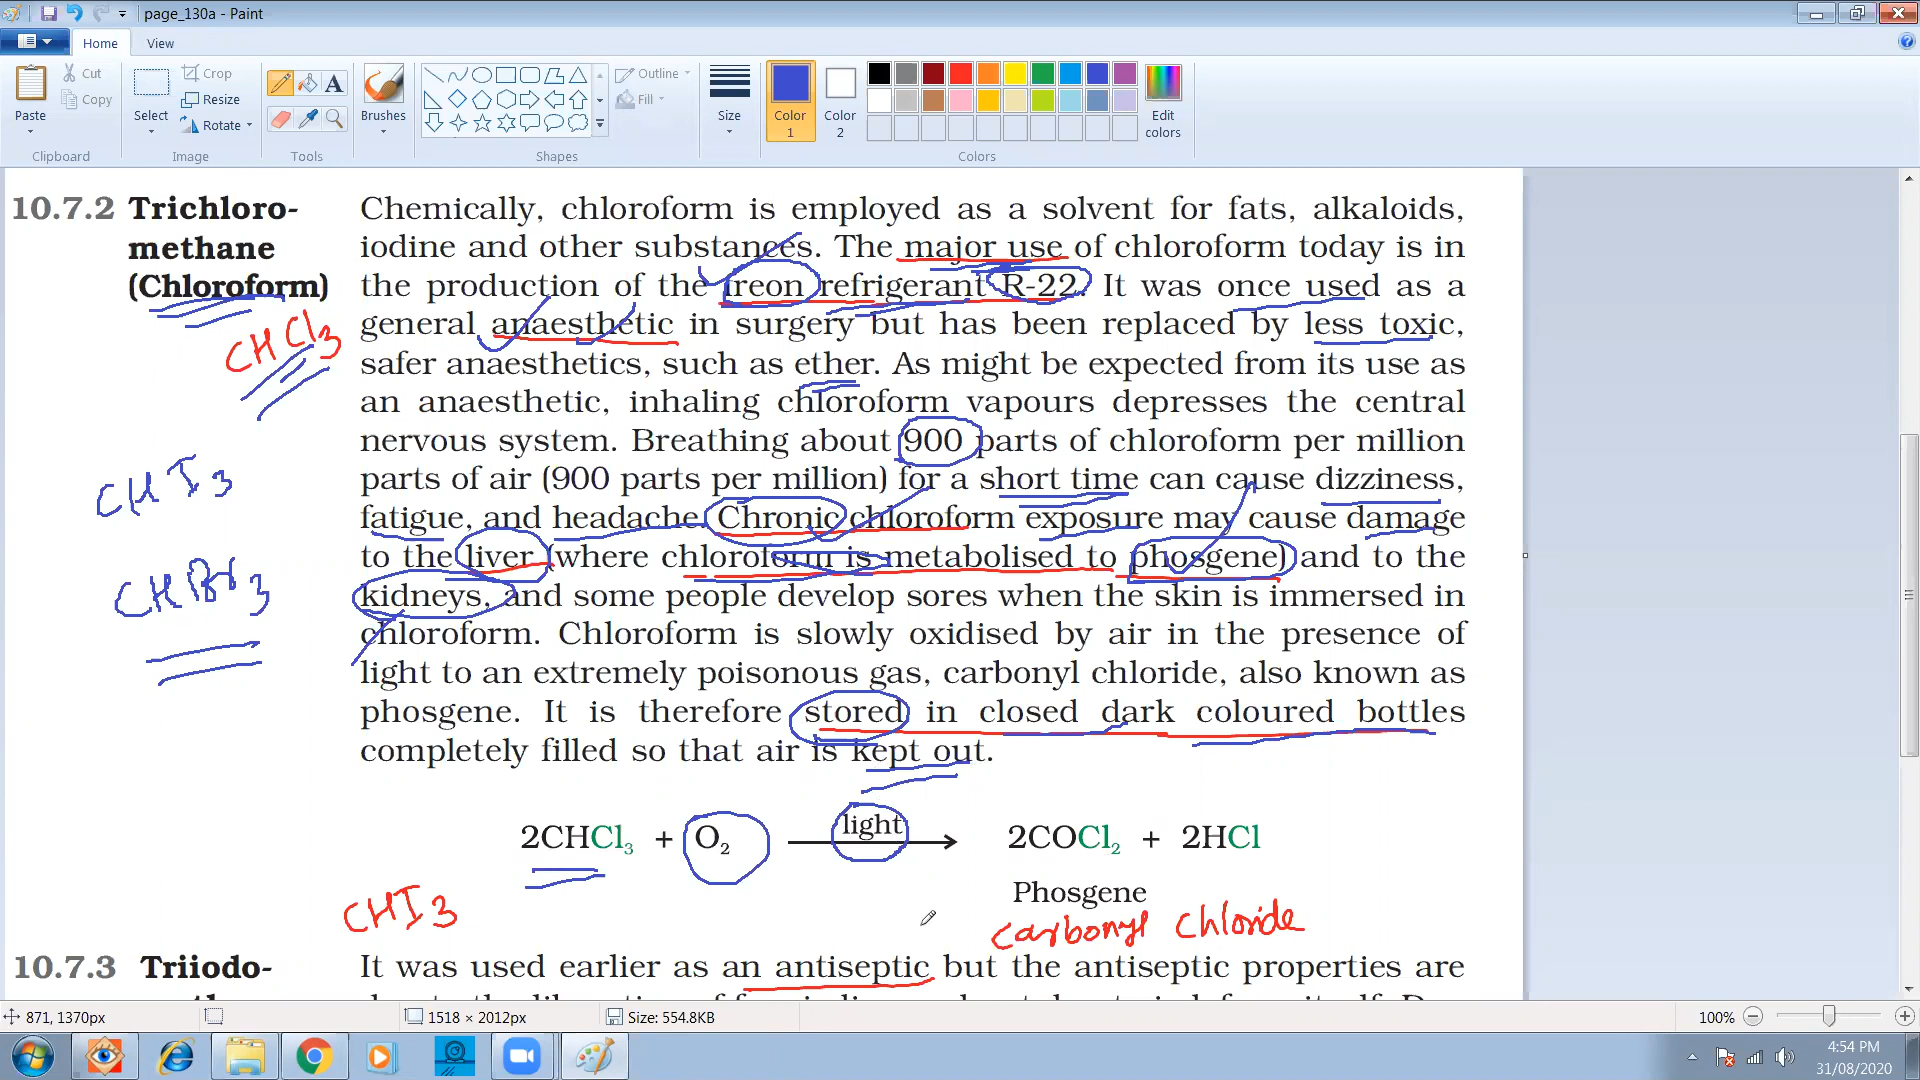 page_130a - Paint
Home View
Paste Cut Copy Select Crop Resize Rotate A Brushes Outline Fill Size Color 1 Color 2 Edit colors
Clipboard Image Tools Shapes Colors
10.7.2 Trichloro-
methane
(Chloroform)
CHCl3
CHI3
CHBr3
Chemically, chloroform is employed as a solvent for fats, alkaloids,
iodine and other substances. The major use of chloroform today is in
the production of the freon refrigerant R-22. It was once used as a
general anaesthetic in surgery but has been replaced by less toxic,
safer anaesthetics, such as ether. As might be expected from its use as
an anaesthetic, inhaling chloroform vapours depresses the central
nervous system. Breathing about 900 parts of chloroform per million
parts of air (900 parts per million) for a short time can cause dizziness,
fatigue, and headache. Chronic chloroform exposure may cause damage
to the liver (where chloroform is metabolised to phosgene) and to the
kidneys, and some people develop sores when the skin is immersed in
chloroform. Chloroform is slowly oxidised by air in the presence of
light to an extremely poisonous gas, carbonyl chloride, also known as
phosgene. It is therefore stored in closed dark coloured bottles
completely filled so that air is kept out.
2CHCl3 + O2 light 2COCl2 + 2HCl
Phosgene
CHI3
carbonyl chloride
10.7.3 Triiodo-
It was used earlier as an antiseptic but the antiseptic properties are
871, 1370px 1518 × 2012px Size: 554.8KB 100%
4:54 PM
31/08/2020